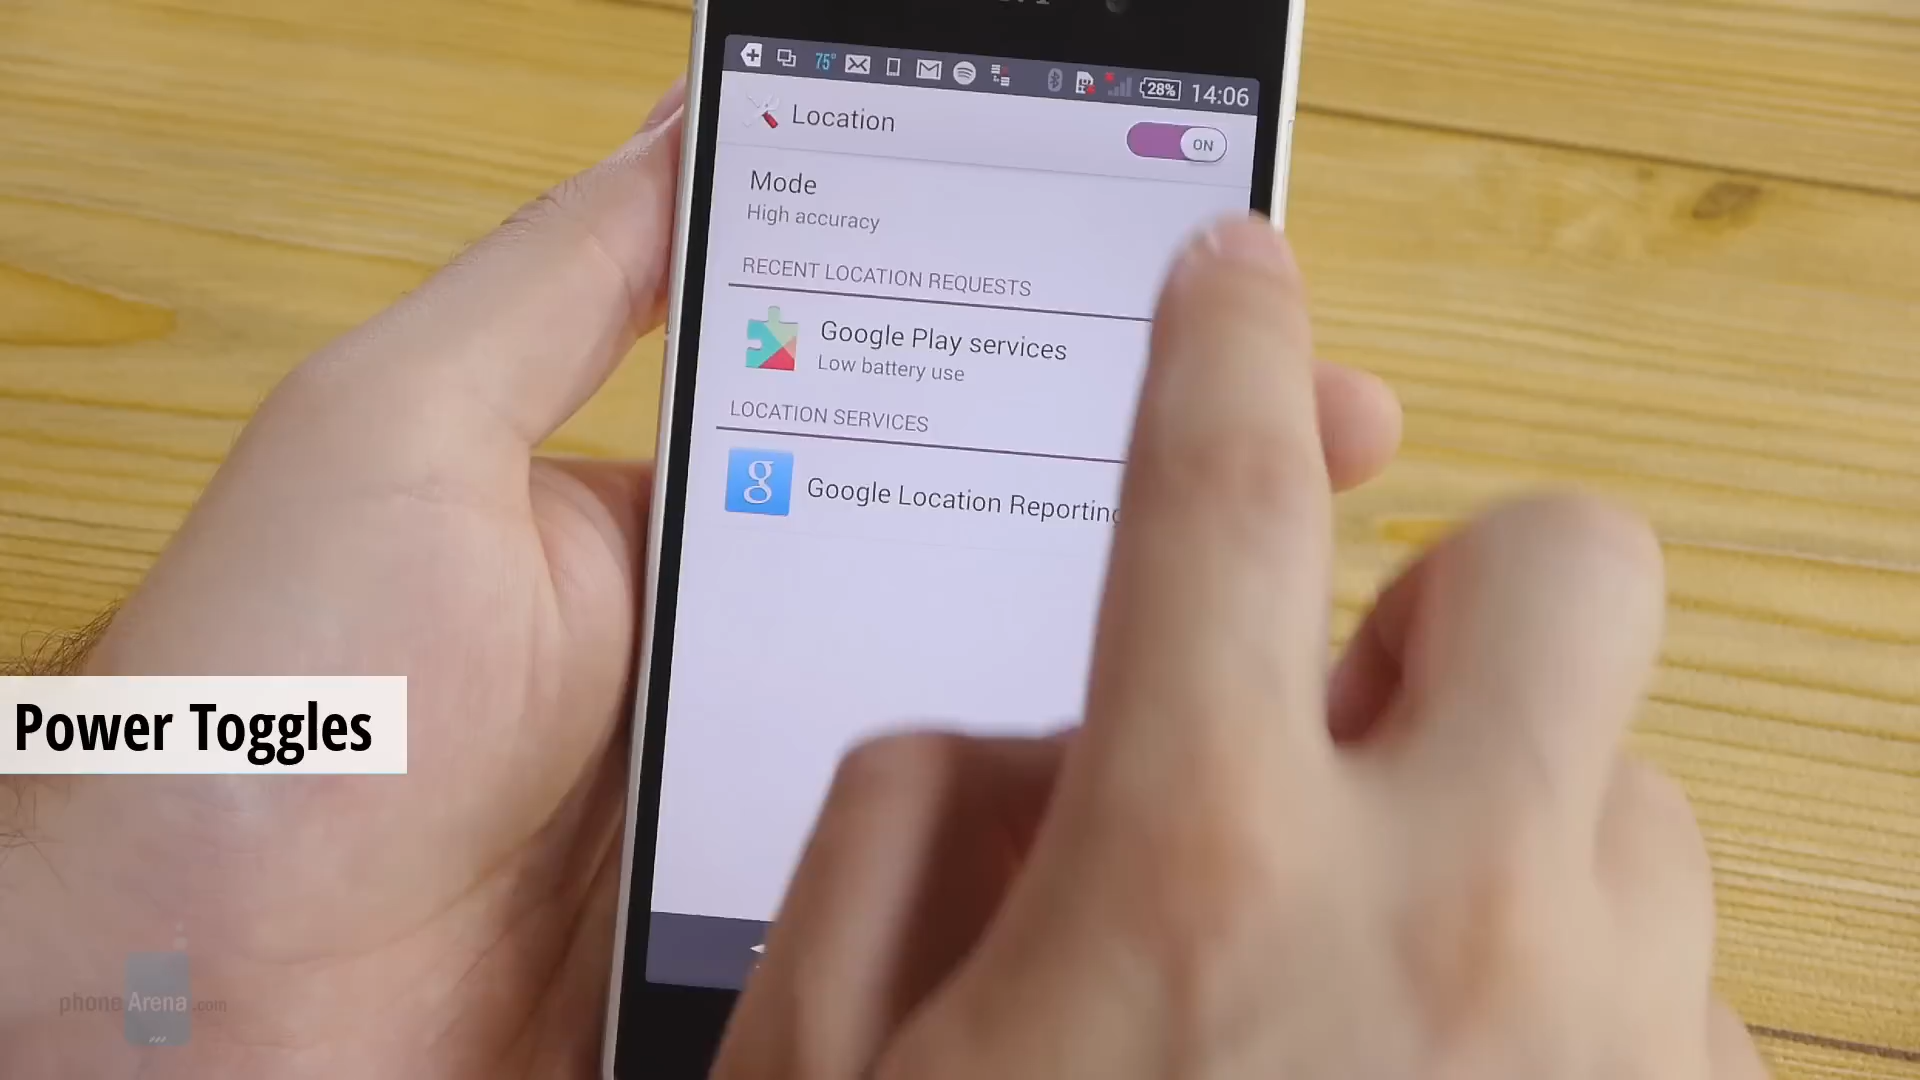 75°
28%
14:06
Location
ON
Mode
High accuracy
RECENT LOCATION REQUESTS
Google Play services
Low battery use
LOCATION SERVICES
g
Google Location Reporting
Power Toggles
phoneArena.com